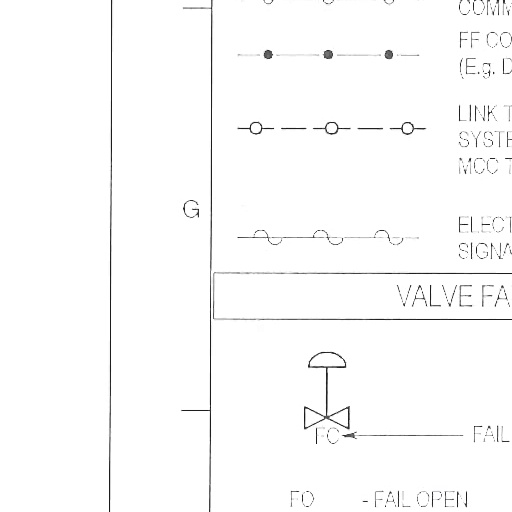 COMM
FF CO
(E.g. D
LINK T
SYSTE
MCC T
G
ELECT
SIGNA
VALVE FA
FC
FAIL
FO - FAIL OPEN